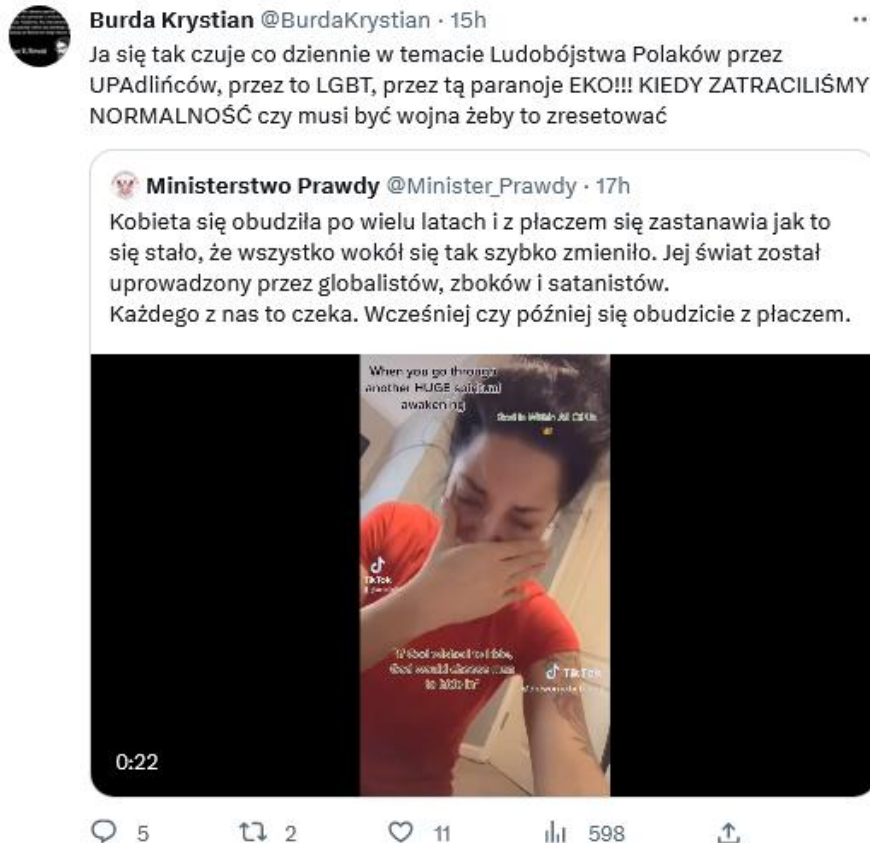 Burda Krystian @BurdaKrystian · 15h
Ja się tak czuje co dziennie w temacie Ludobójstwa Polaków przez
UPAdlińców, przez to LGBT, przez tą paranoje EKO!!! KIEDY ZATRACILIŚMY
NORMALNOŚĆ czy musi być wojna żeby to zresetować
Ministerstwo Prawdy @Minister_Prawdy · 17h
Kobieta się obudziła po wielu latach i z płaczem się zastanawia jak to
się stało, że wszystko wokół się tak szybko zmieniło. Jej świat został
uprowadzony przez globalistów, zboków i satanistów.
Każdego z nas to czeka. Wcześniej czy później się obudzicie z płaczem.
When you go through
another HUGE spiritual
awakening
TikTok
to hide it"
TikTok
0:22
5 2 11 598